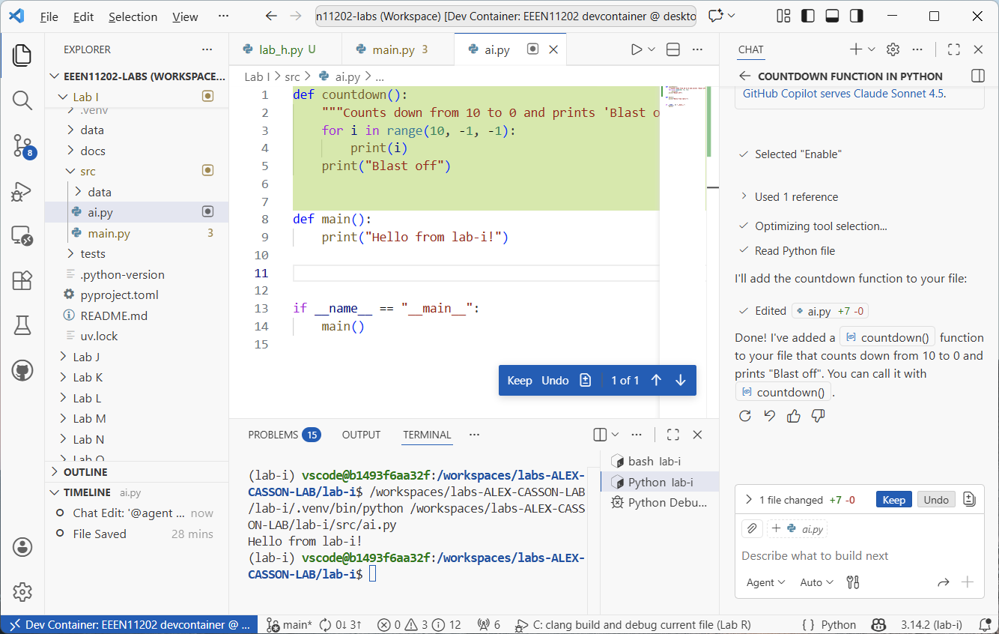 File Edit Selection View ··· n11202-labs (Workspace) [Dev Container: EEEN11202 devcontainer @ deskto
EXPLORER
EEEN11202-LABS (WORKSPACE...
Lab I
.venv
data
docs
src
data
ai.py
main.py 3
tests
.python-version
pyproject.toml
README.md
uv.lock
Lab J
Lab K
Lab L
Lab M
Lab N
Lab O
OUTLINE
TIMELINE ai.py
Chat Edit: '@agent ... now
File Saved 28 mins
8
lab_h.py U main.py 3 ai.py
Lab I > src > ai.py > ...
1 def countdown():
2 """Counts down from 10 to 0 and prints 'Blast o
3 for i in range(10, -1, -1):
4 print(i)
5 print("Blast off")
6
7
8 def main():
9 print("Hello from lab-i!")
10
11
12
13 if __name__ == "__main__":
14 main()
15
Keep Undo 1 of 1
PROBLEMS 15 OUTPUT TERMINAL ···
(lab-i) vscode@b1493f6aa32f:/workspaces/labs-ALEX-
CASSON-LAB/lab-i$ /workspaces/labs-ALEX-CASSON-LAB
/lab-i/.venv/bin/python /workspaces/labs-ALEX-CASS
ON-LAB/lab-i/src/ai.py
Hello from lab-i!
(lab-i) vscode@b1493f6aa32f:/workspaces/labs-ALEX-
CASSON-LAB/lab-i$
bash lab-i
Python lab-i
Python Debu...
CHAT
COUNTDOWN FUNCTION IN PYTHON
GitHub Copilot serves Claude Sonnet 4.5.
Selected "Enable"
Used 1 reference
Optimizing tool selection...
Read Python file
I'll add the countdown function to your file:
Edited ai.py +7 -0
Done! I've added a countdown() function
to your file that counts down from 10 to 0 and
prints "Blast off". You can call it with
countdown() .
1 file changed +7 -0 Keep Undo
+ ai.py
Describe what to build next
Agent Auto
Dev Container: EEEN11202 devcontainer @ ... main* 0↓ 3↑ 0 3 12 6 C: clang build and debug current file (Lab R) { } Python 3.14.2 (lab-i)